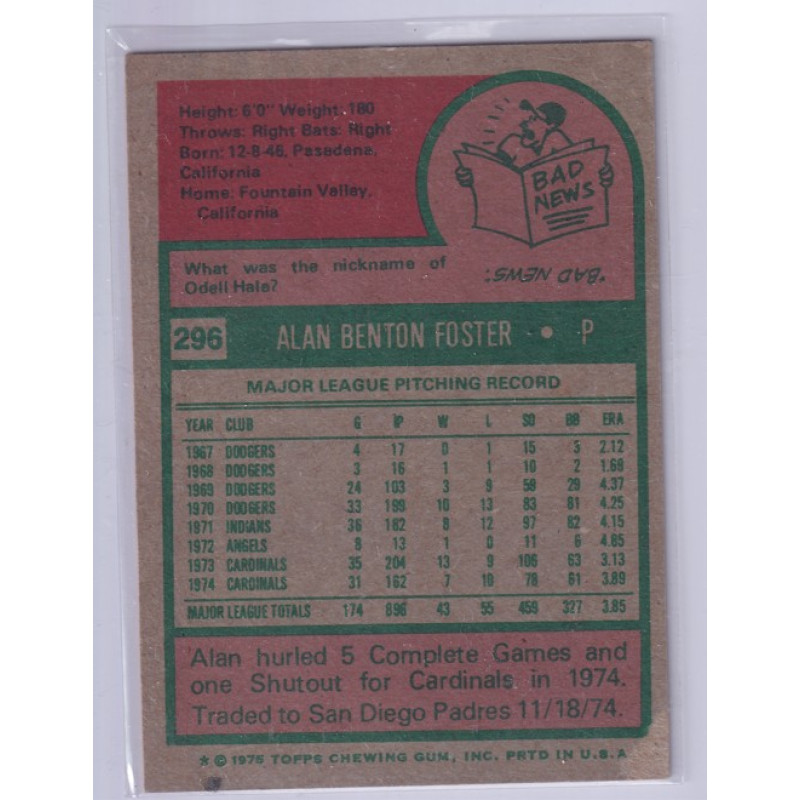 Height: 6'0" Weight: 180
Throws: Right Bats: Right
Born: 12-8-46, Pasadena,
California
Home: Fountain Valley,
California
BAD
NEWS
What was the nickname of
Odell Hale?
"BAD NEWS."
296 ALAN BENTON FOSTER • P
MAJOR LEAGUE PITCHING RECORD
YEAR CLUB G IP W L SO BB ERA
1967 DODGERS 4 17 0 1 15 3 2.12
1968 DODGERS 3 16 1 1 10 2 1.69
1969 DODGERS 24 103 3 9 59 29 4.37
1970 DODGERS 33 199 10 13 83 81 4.25
1971 INDIANS 36 182 8 12 97 82 4.15
1972 ANGELS 8 13 1 0 11 6 4.85
1973 CARDINALS 35 204 13 9 106 63 3.13
1974 CARDINALS 31 162 7 10 78 61 3.89
MAJOR LEAGUE TOTALS 174 896 43 55 459 327 3.85
Alan hurled 5 Complete Games and
one Shutout for Cardinals in 1974.
Traded to San Diego Padres 11/18/74.
* © 1975 TOPPS CHEWING GUM, INC. PRTD IN U.S.A